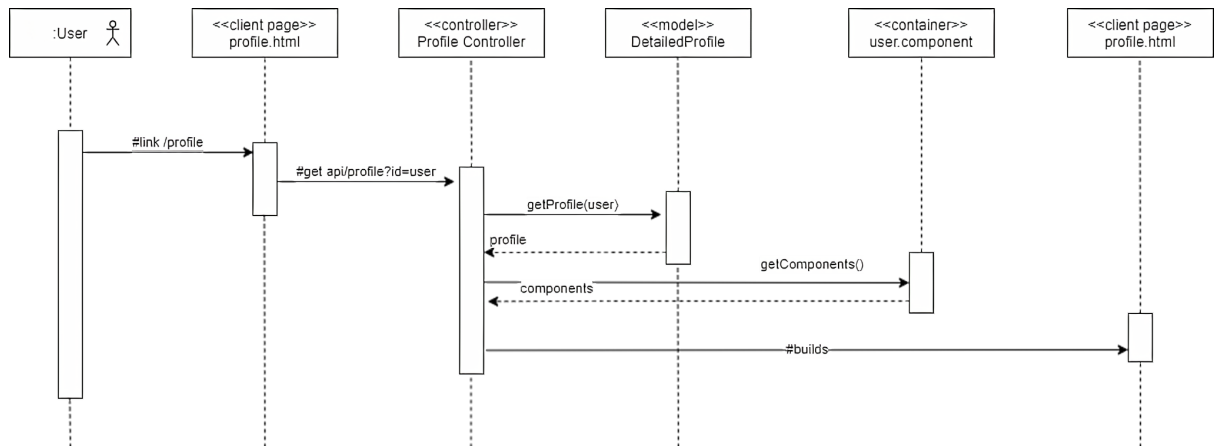 :User
<<client page>>
profile.html
<<controller>>
Profile Controller
<<model>>
DetailedProfile
<<container>>
user.component
<<client page>>
profile.html
#link /profile
#get api/profile?id=user
getProfile(user)
profile
getComponents()
components
#builds